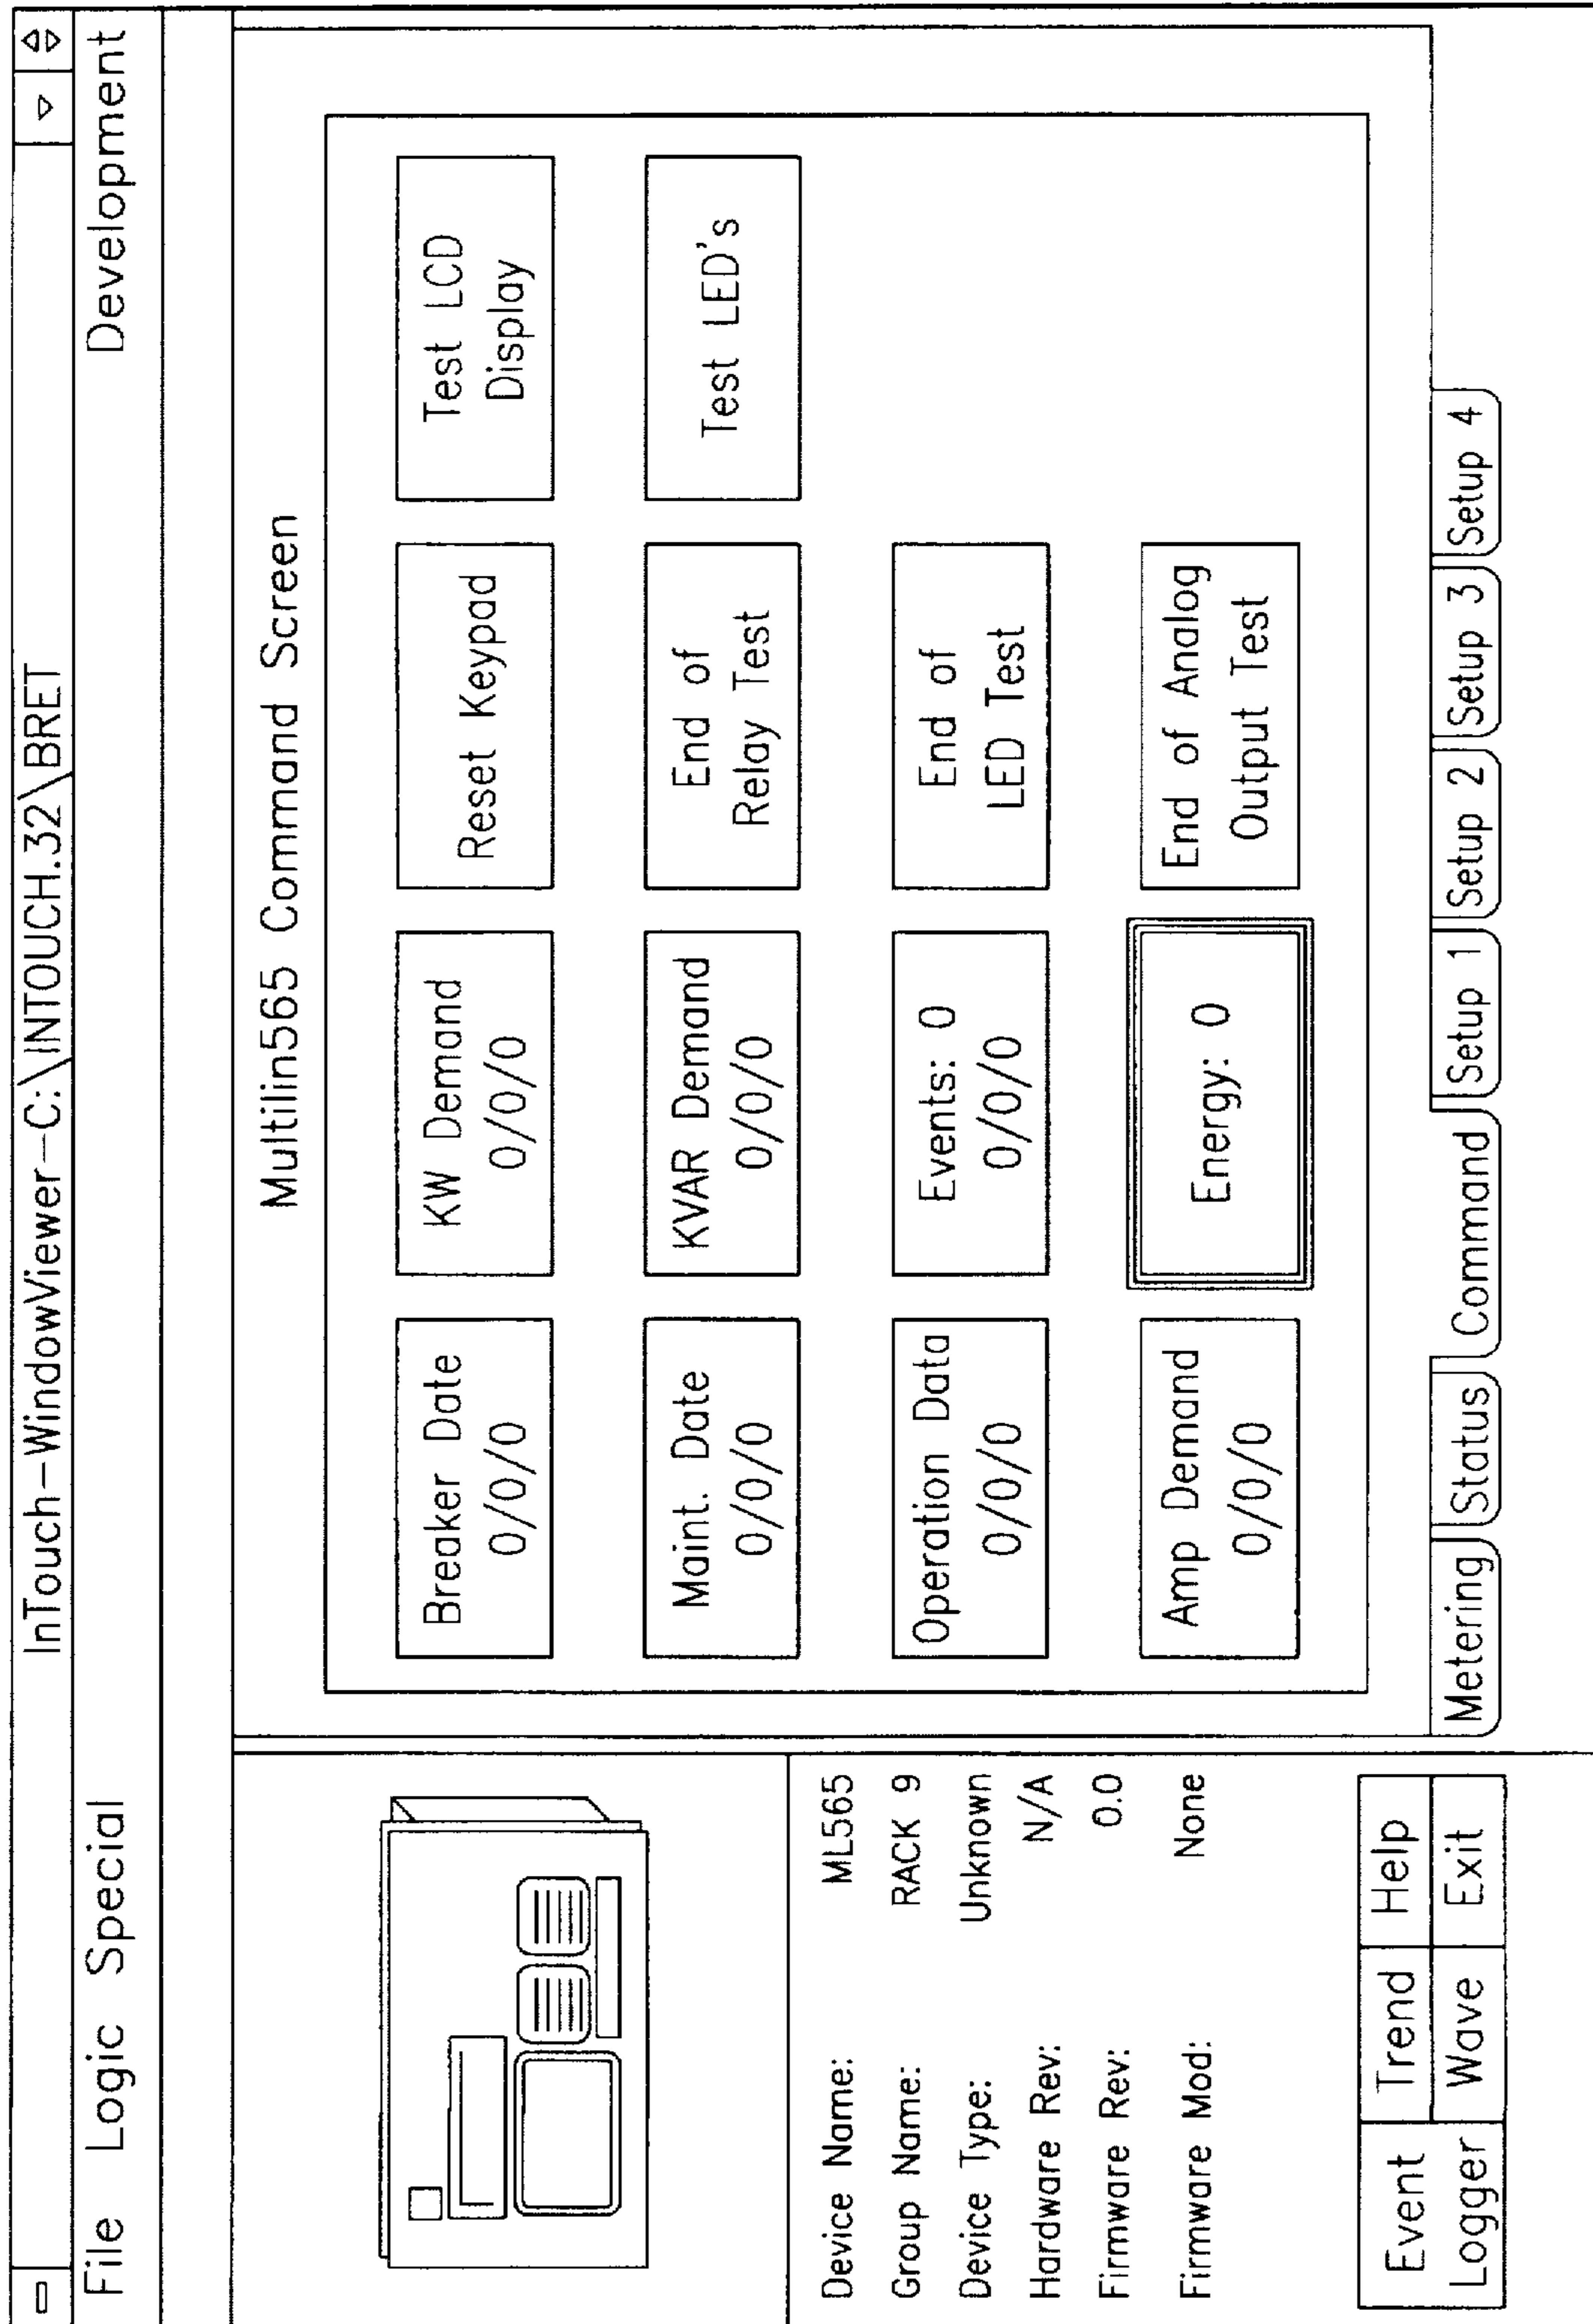 InTouch-WindowViewer-C:\INTOUCH.32\BRET
File Logic Special
Development
Device Name: ML565
Group Name: RACK 9
Device Type: Unknown
Hardware Rev: N/A
Firmware Rev: 0.0
Firmware Mod: None
Event
Logger
Trend
Help
Wave
Exit
Multilin565 Command Screen
Breaker Date
0/0/0
KW Demand
0/0/0
Reset Keypad
Test LCD
Display
Maint. Date
0/0/0
KVAR Demand
0/0/0
End of
Relay Test
Test LED's
Operation Data
0/0/0
Events: 0
0/0/0
End of
LED Test
Amp Demand
0/0/0
Energy: 0
End of Analog
Output Test
Metering
Status
Command
Setup 1
Setup 2
Setup 3
Setup 4